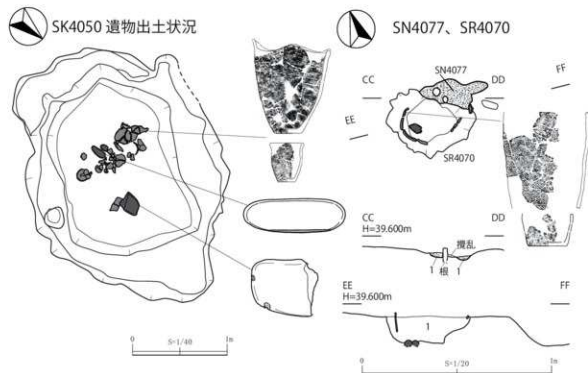 SK4050 遺物出土状況
0 S=1/40 1m
SN4077、SR4070
SN4077
CC DD FF
EE
SR4070
CC DD
H=39.600m
攪乱
1 根 1
EE FF
H=39.600m
1
0 S=1/20 1m